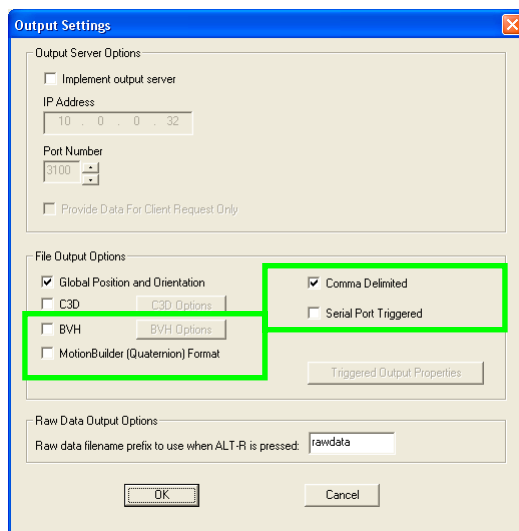 Output Settings
Output Server Options
Implement output server
IP Address
10 . 0 . 0 . 32
Port Number
3100
Provide Data For Client Request Only
File Output Options
Global Position and Orientation
Comma Delimited
C3D
C3D Options
Serial Port Triggered
BVH
BVH Options
MotionBuilder (Quaternion) Format
Triggered Output Properties
Raw Data Output Options
Raw data filename prefix to use when ALT-R is pressed: rawdata
OK
Cancel